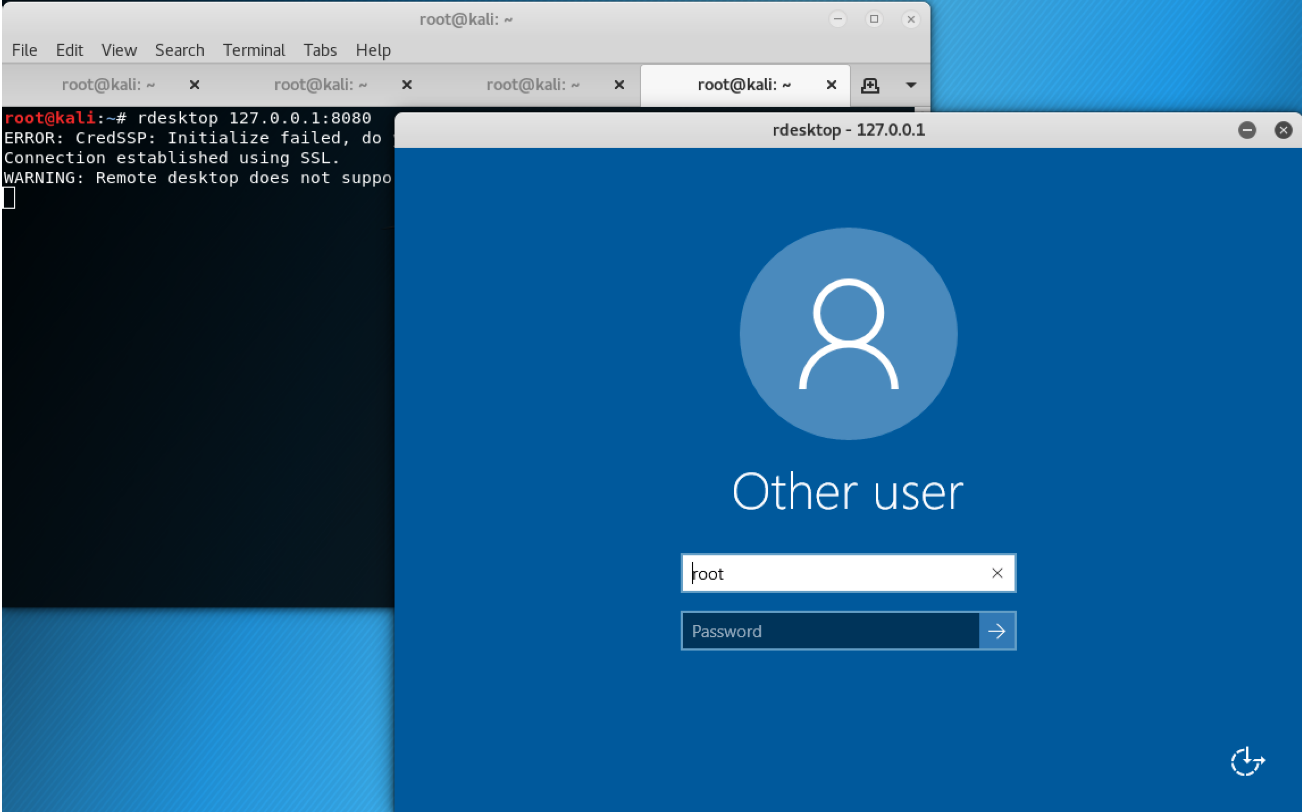 root@kali: ~
File Edit View Search Terminal Tabs Help
root@kali: ~ root@kali: ~ root@kali: ~ root@kali: ~
root@kali:~# rdesktop 127.0.0.1:8080
ERROR: CredSSP: Initialize failed, do
Connection established using SSL.
WARNING: Remote desktop does not suppo
rdesktop - 127.0.0.1
Other user
root
Password